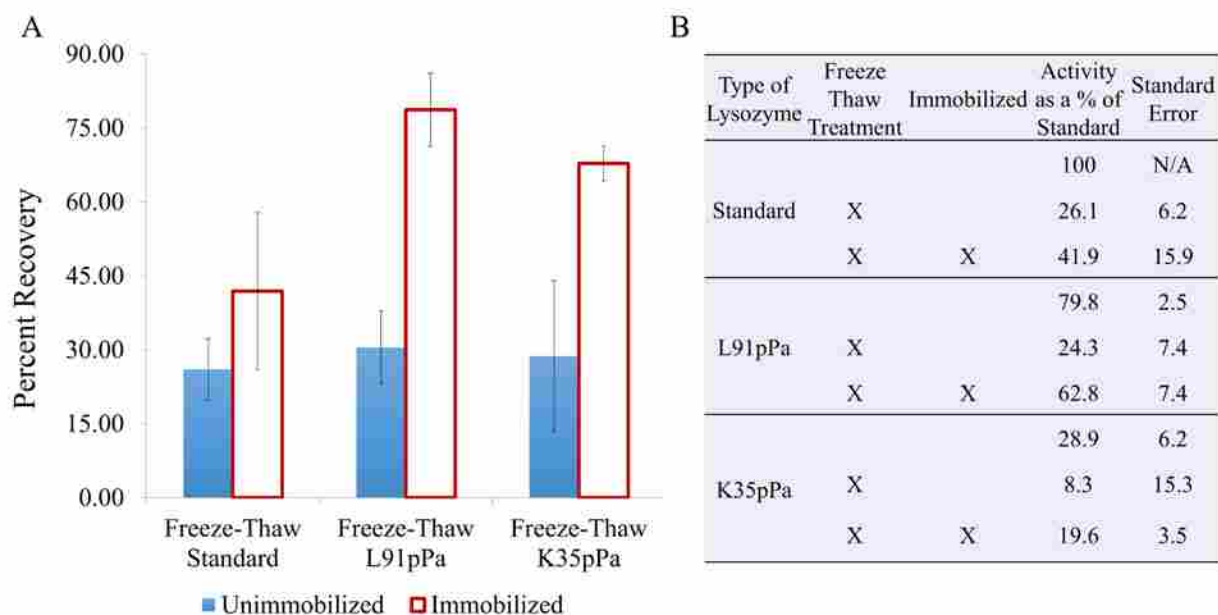 A
90.00
75.00
60.00
45.00
30.00
15.00
0.00
Percent Recovery
Freeze-Thaw Standard
Freeze-Thaw L91pPa
Freeze-Thaw K35pPa
Unimmobilized Immobilized
B
Type of Lysozyme Freeze Thaw Treatment Immobilized Activity as a % of Standard Standard Error
100 N/A
Standard X 26.1 6.2
X X 41.9 15.9
79.8 2.5
L91pPa X 24.3 7.4
X X 62.8 7.4
28.9 6.2
K35pPa X 8.3 15.3
X X 19.6 3.5